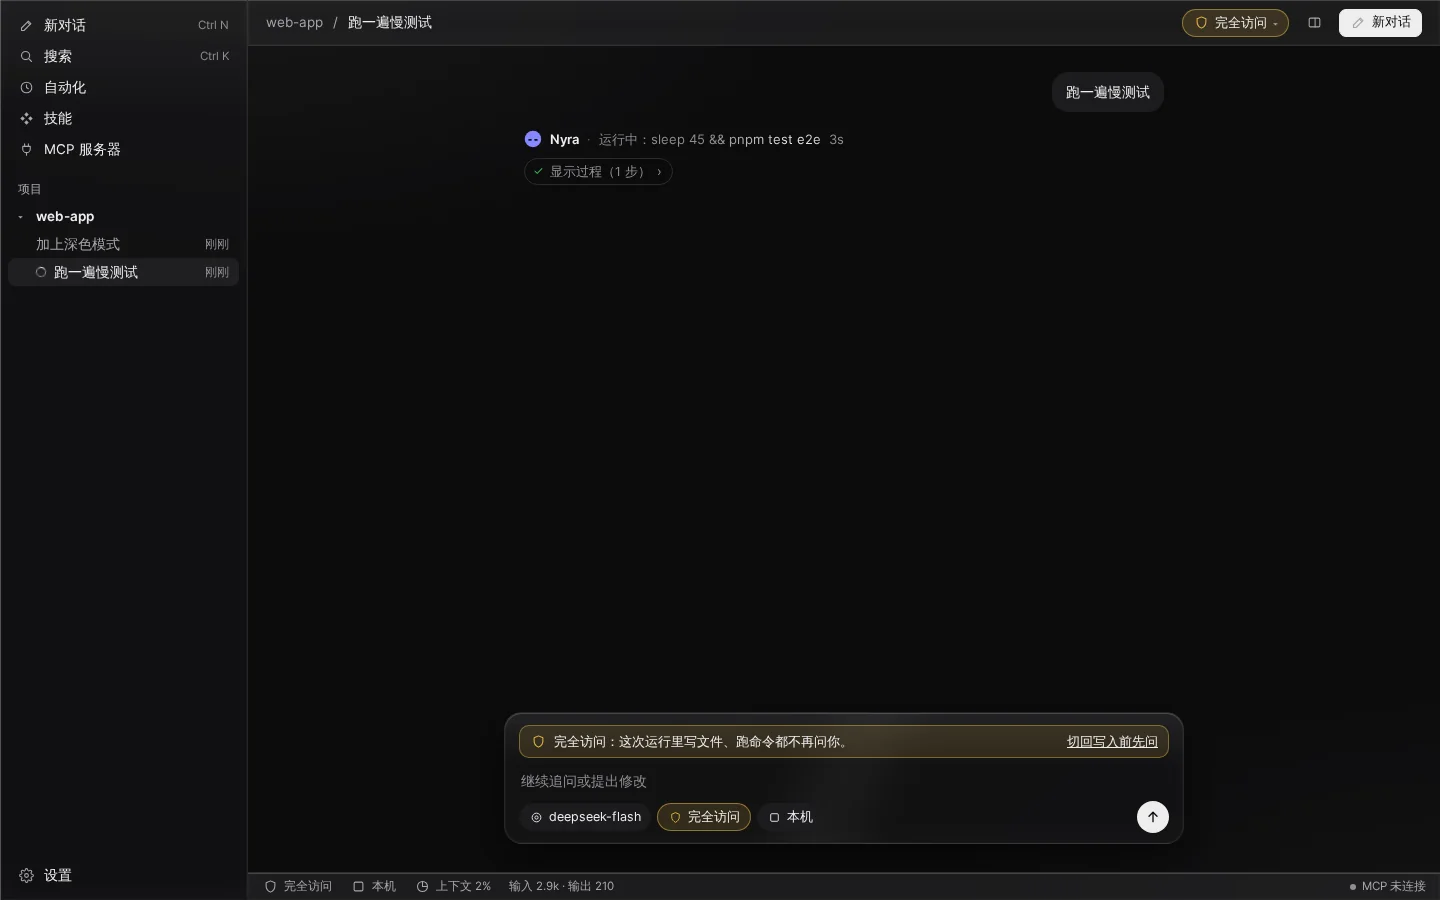 新对话 Ctrl N
搜索 Ctrl K
自动化
技能
MCP 服务器
项目
web-app
加上深色模式 刚刚
跑一遍慢测试 刚刚
设置
web-app / 跑一遍慢测试
完全访问
新对话
跑一遍慢测试
Nyra · 运行中：sleep 45 && pnpm test e2e 3s
显示过程（1 步） ›
完全访问：这次运行里写文件、跑命令都不再问你。 切回写入前先问
继续追问或提出修改
deepseek-flash 完全访问 本机
完全访问 本机 上下文 2% 输入 2.9k · 输出 210 MCP 未连接